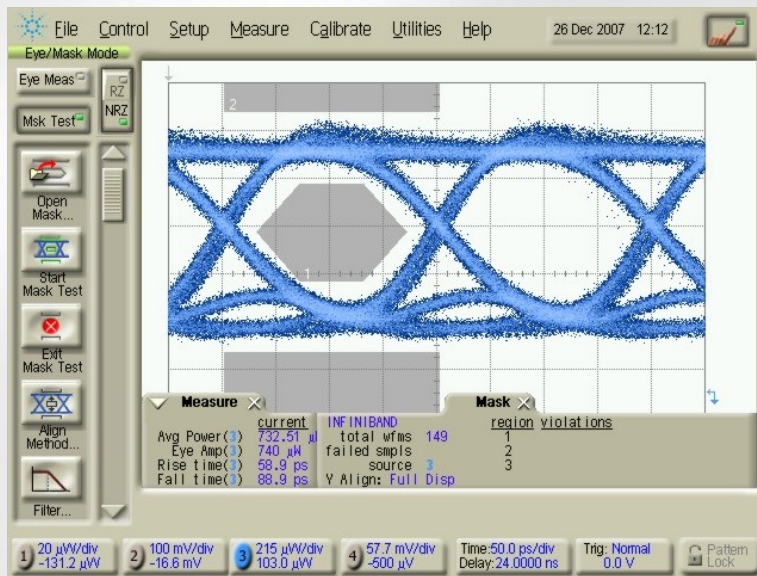 File Control Setup Measure Calibrate Utilities Help 26 Dec 2007 12:12
Eye/Mask Mode
Eye Meas
RZ
NRZ
Msk Test
2
Open
Mask...
1
Start
Mask Test
Exit
Mask Test
Align
Method...
Filter...
Measure
Mask
current
Avg Power(3) 732.51 µ
Eye Amp(3) 740 µW
Rise time(3) 58.9 ps
Fall time(3) 88.9 ps
INFINIBAND
total wfms 149
failed smpls
source 3
Y Align: Full Disp
region violations
1
2
3
1 20 µW/div
-131.2 µW
2 100 mV/div
-16.6 mV
3 215 µW/div
103.0 µW
4 57.7 mV/div
-500 µV
Time:50.0 ps/div
Delay:24.0000 ns
Trig: Normal
0.0 V
Pattern
Lock